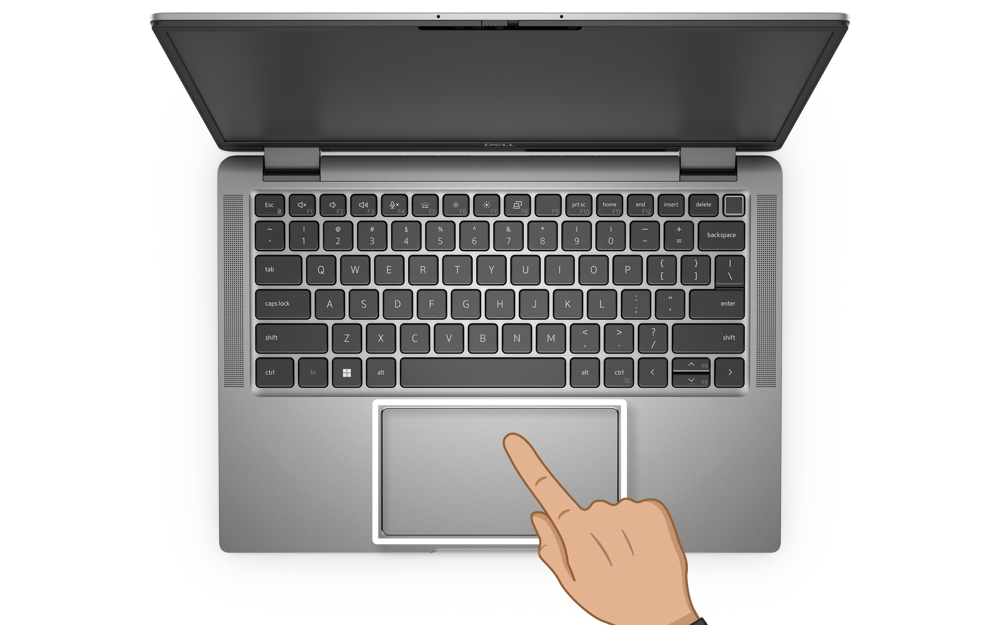 DELL
Esc F1 F2 F3 F4 F5 F6 F7 F8 F9 prt sc F10 home F11 end F12 insert delete
~ ` ! 1 @ 2 # 3 $ 4 % 5 ^ 6 & 7 * 8 ( 9 ) 0 — - + = backspace
tab Q W E R T Y U I O P { [ } ] | \
caps lock A S D F G H J K L : ; “ ‘ enter
shift Z X C V B N M < , > . ? / shift
ctrl fn alt alt ctrl < ^ pg ⌄ pg >